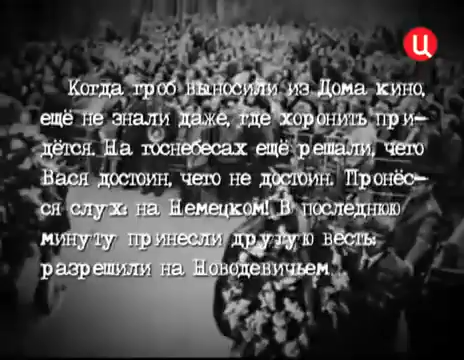 Ц
Когда гроб выносили из Дома кино,
ещё не знали даже, где хоронить при-
дётся. На госнебесах ещё решали, чего
Вася достоин, чего не достоин. Пронёс-
ся слух: на Немецком! В последнюю
минуту принесли другую весть:
разрешили на Новодевичьем...